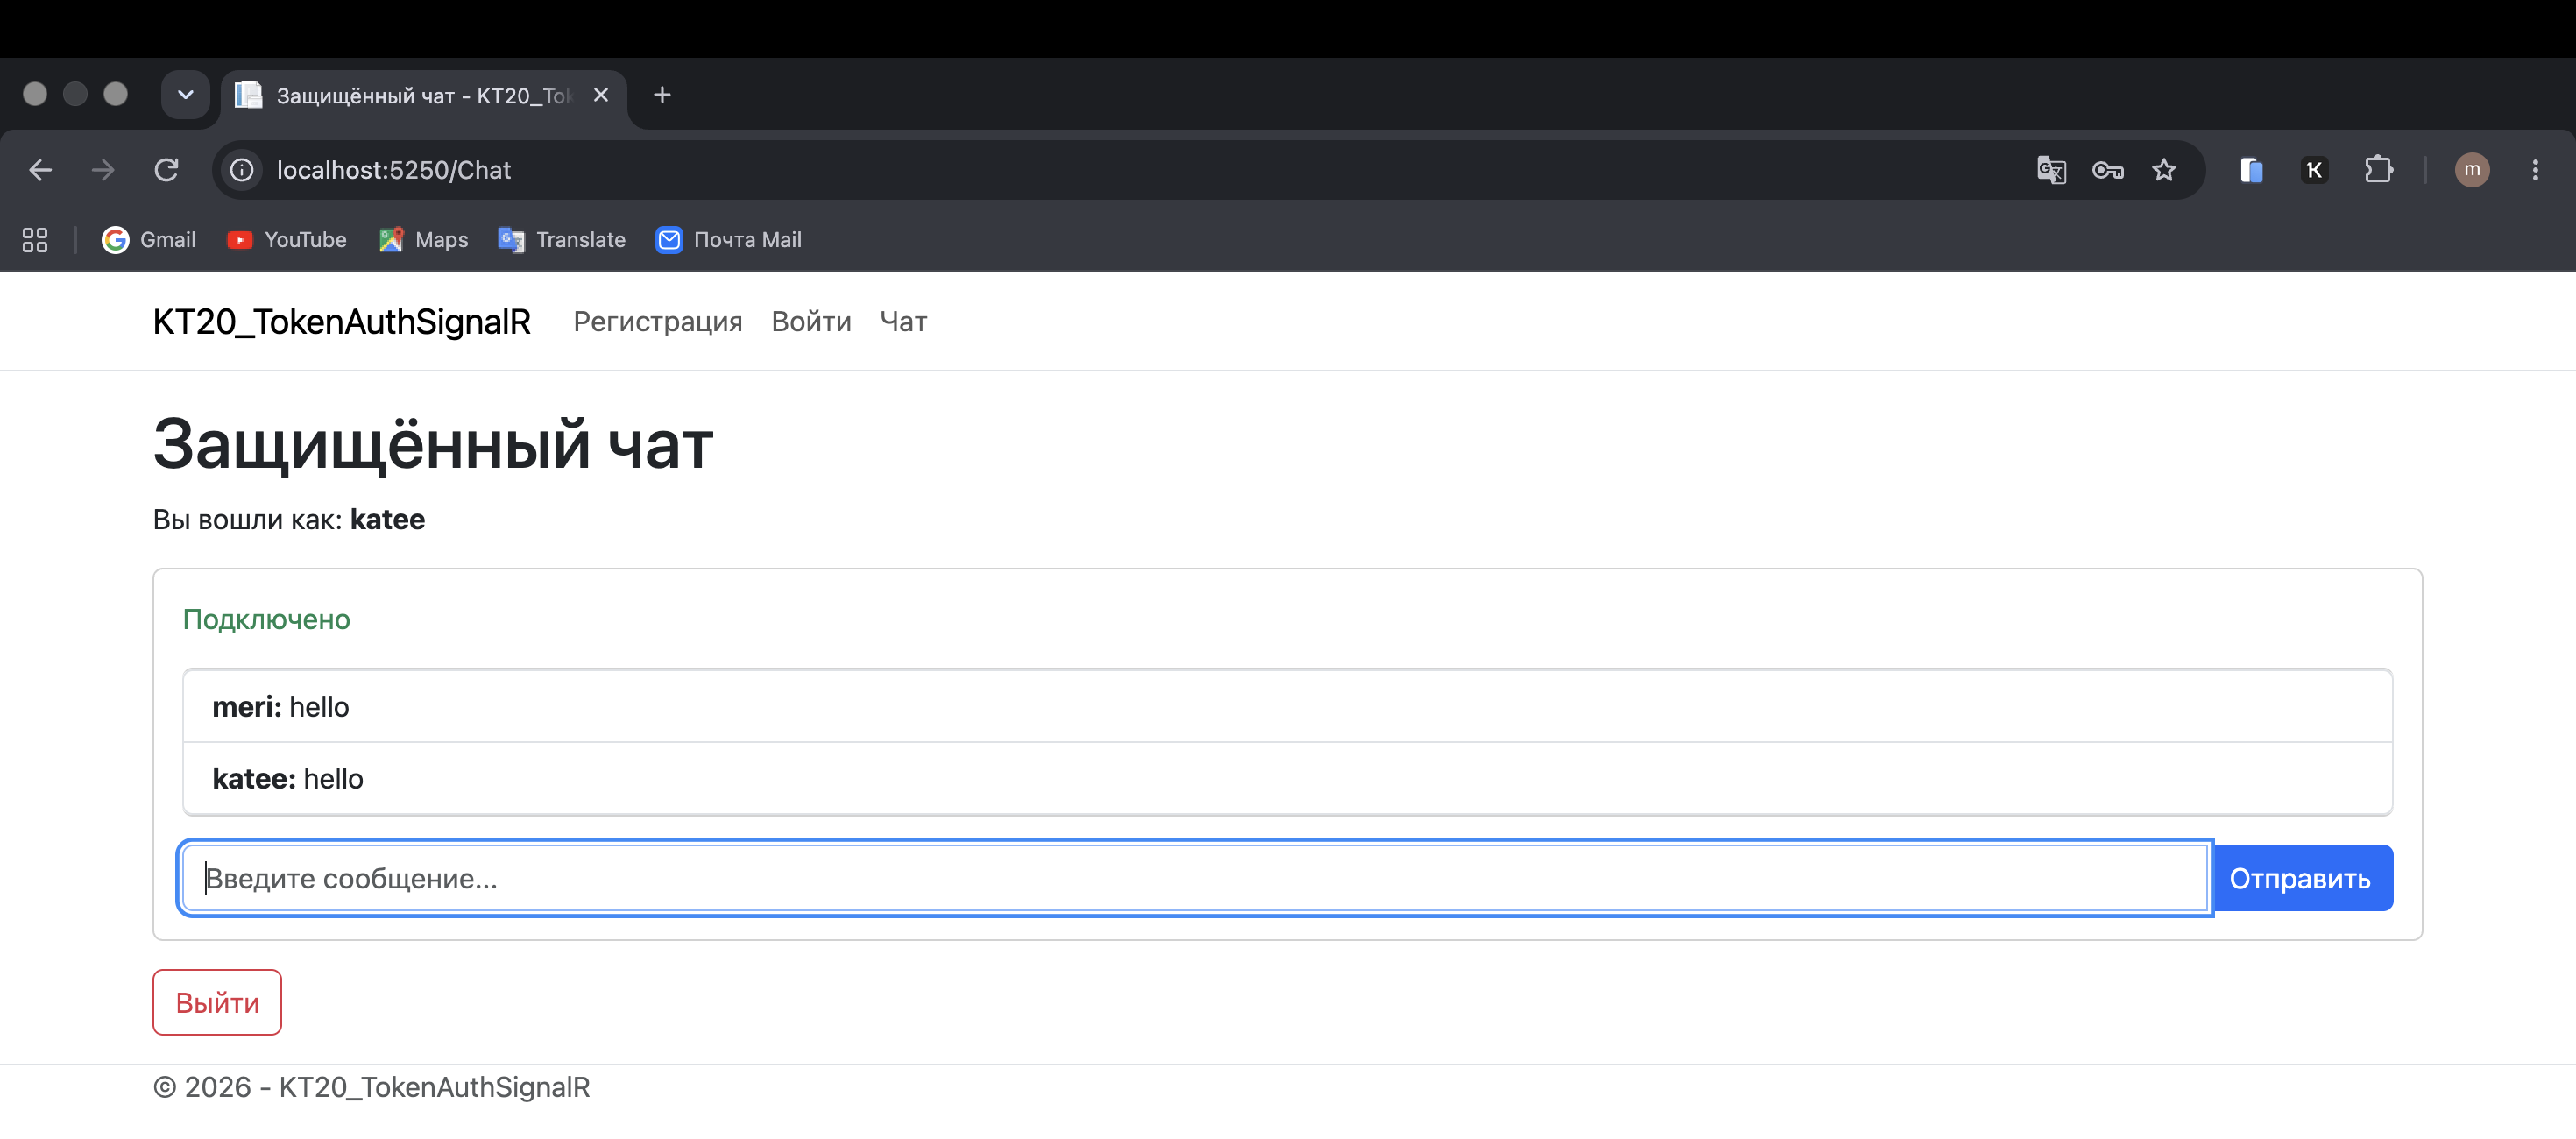 Защищённый чат - KT20_Tok
localhost:5250/Chat
K
m
Gmail YouTube Maps Translate Почта Mail
KT20_TokenAuthSignalR Регистрация Войти Чат
Защищённый чат
Вы вошли как: katee
Подключено
meri: hello
katee: hello
Введите сообщение...
Отправить
Выйти
© 2026 - KT20_TokenAuthSignalR